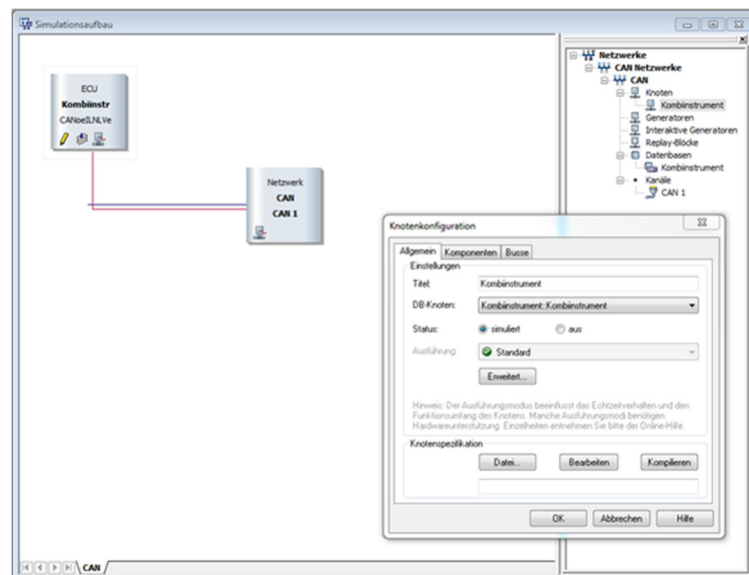 Simulationsaufbau
ECU
Kombiinstr
CANoeILNLVe
Netzwerk
CAN
CAN 1
CAN
Netzwerke
CAN Netzwerke
CAN
Knoten
Kombiinstrument
Generatoren
Interaktive Generatoren
Replay-Blöcke
Datenbasen
Kombiinstrument
Kanäle
CAN 1
Knotenkonfiguration
Allgemein Komponenten Busse
Einstellungen
Titel: Kombiinstrument
DB-Knoten: Kombiinstrument: Kombiinstrument
Status: simuliert aus
Ausführung: Standard
Erweitert...
Hinweis: Der Ausführungsmodus beeinflusst das Echtzeitverhalten und den
Funktionsumfang des Knotens. Manche Ausführungsmodi benötigen
Hardwareunterstützung. Einzelheiten entnehmen Sie bitte der Online-Hilfe.
Knotenspezifikation
Datei... Bearbeiten Kompilieren
OK Abbrechen Hilfe